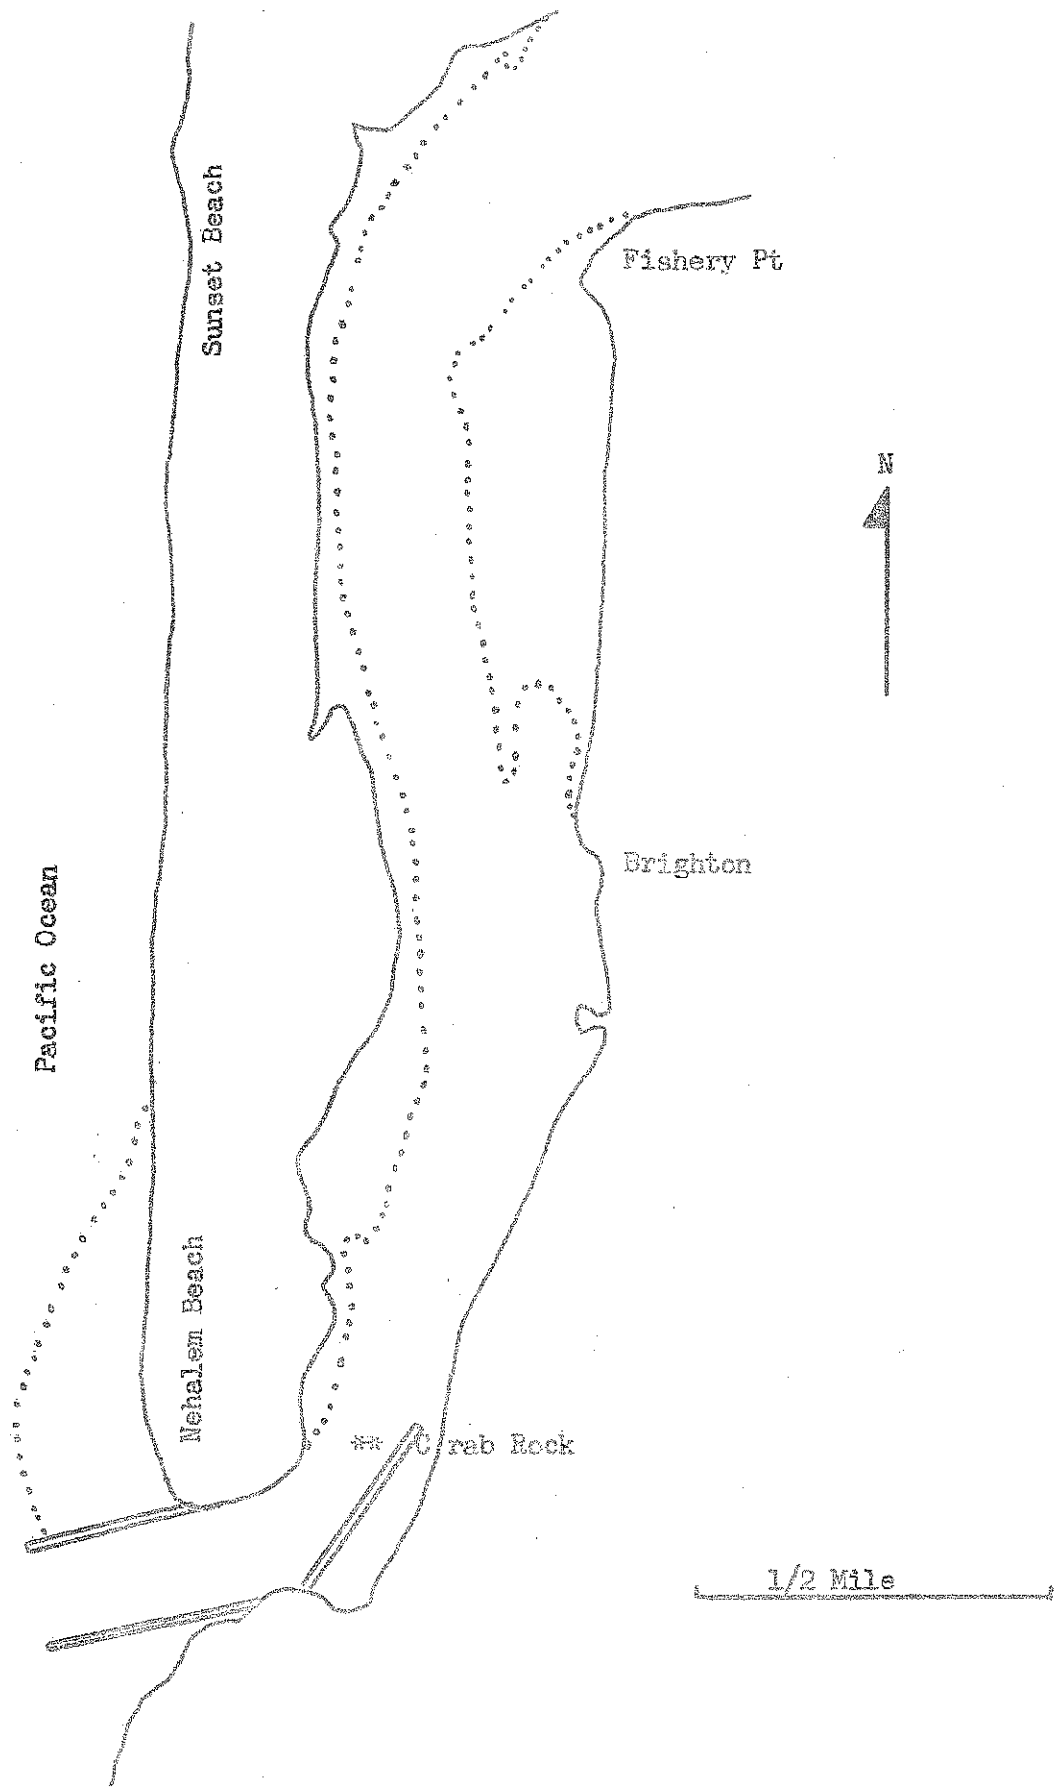 Sunset Beach
Fishery Pt
N
Brighton
Pacific Ocean
Nehalem Beach
** Crab Rock
1/2 Mile